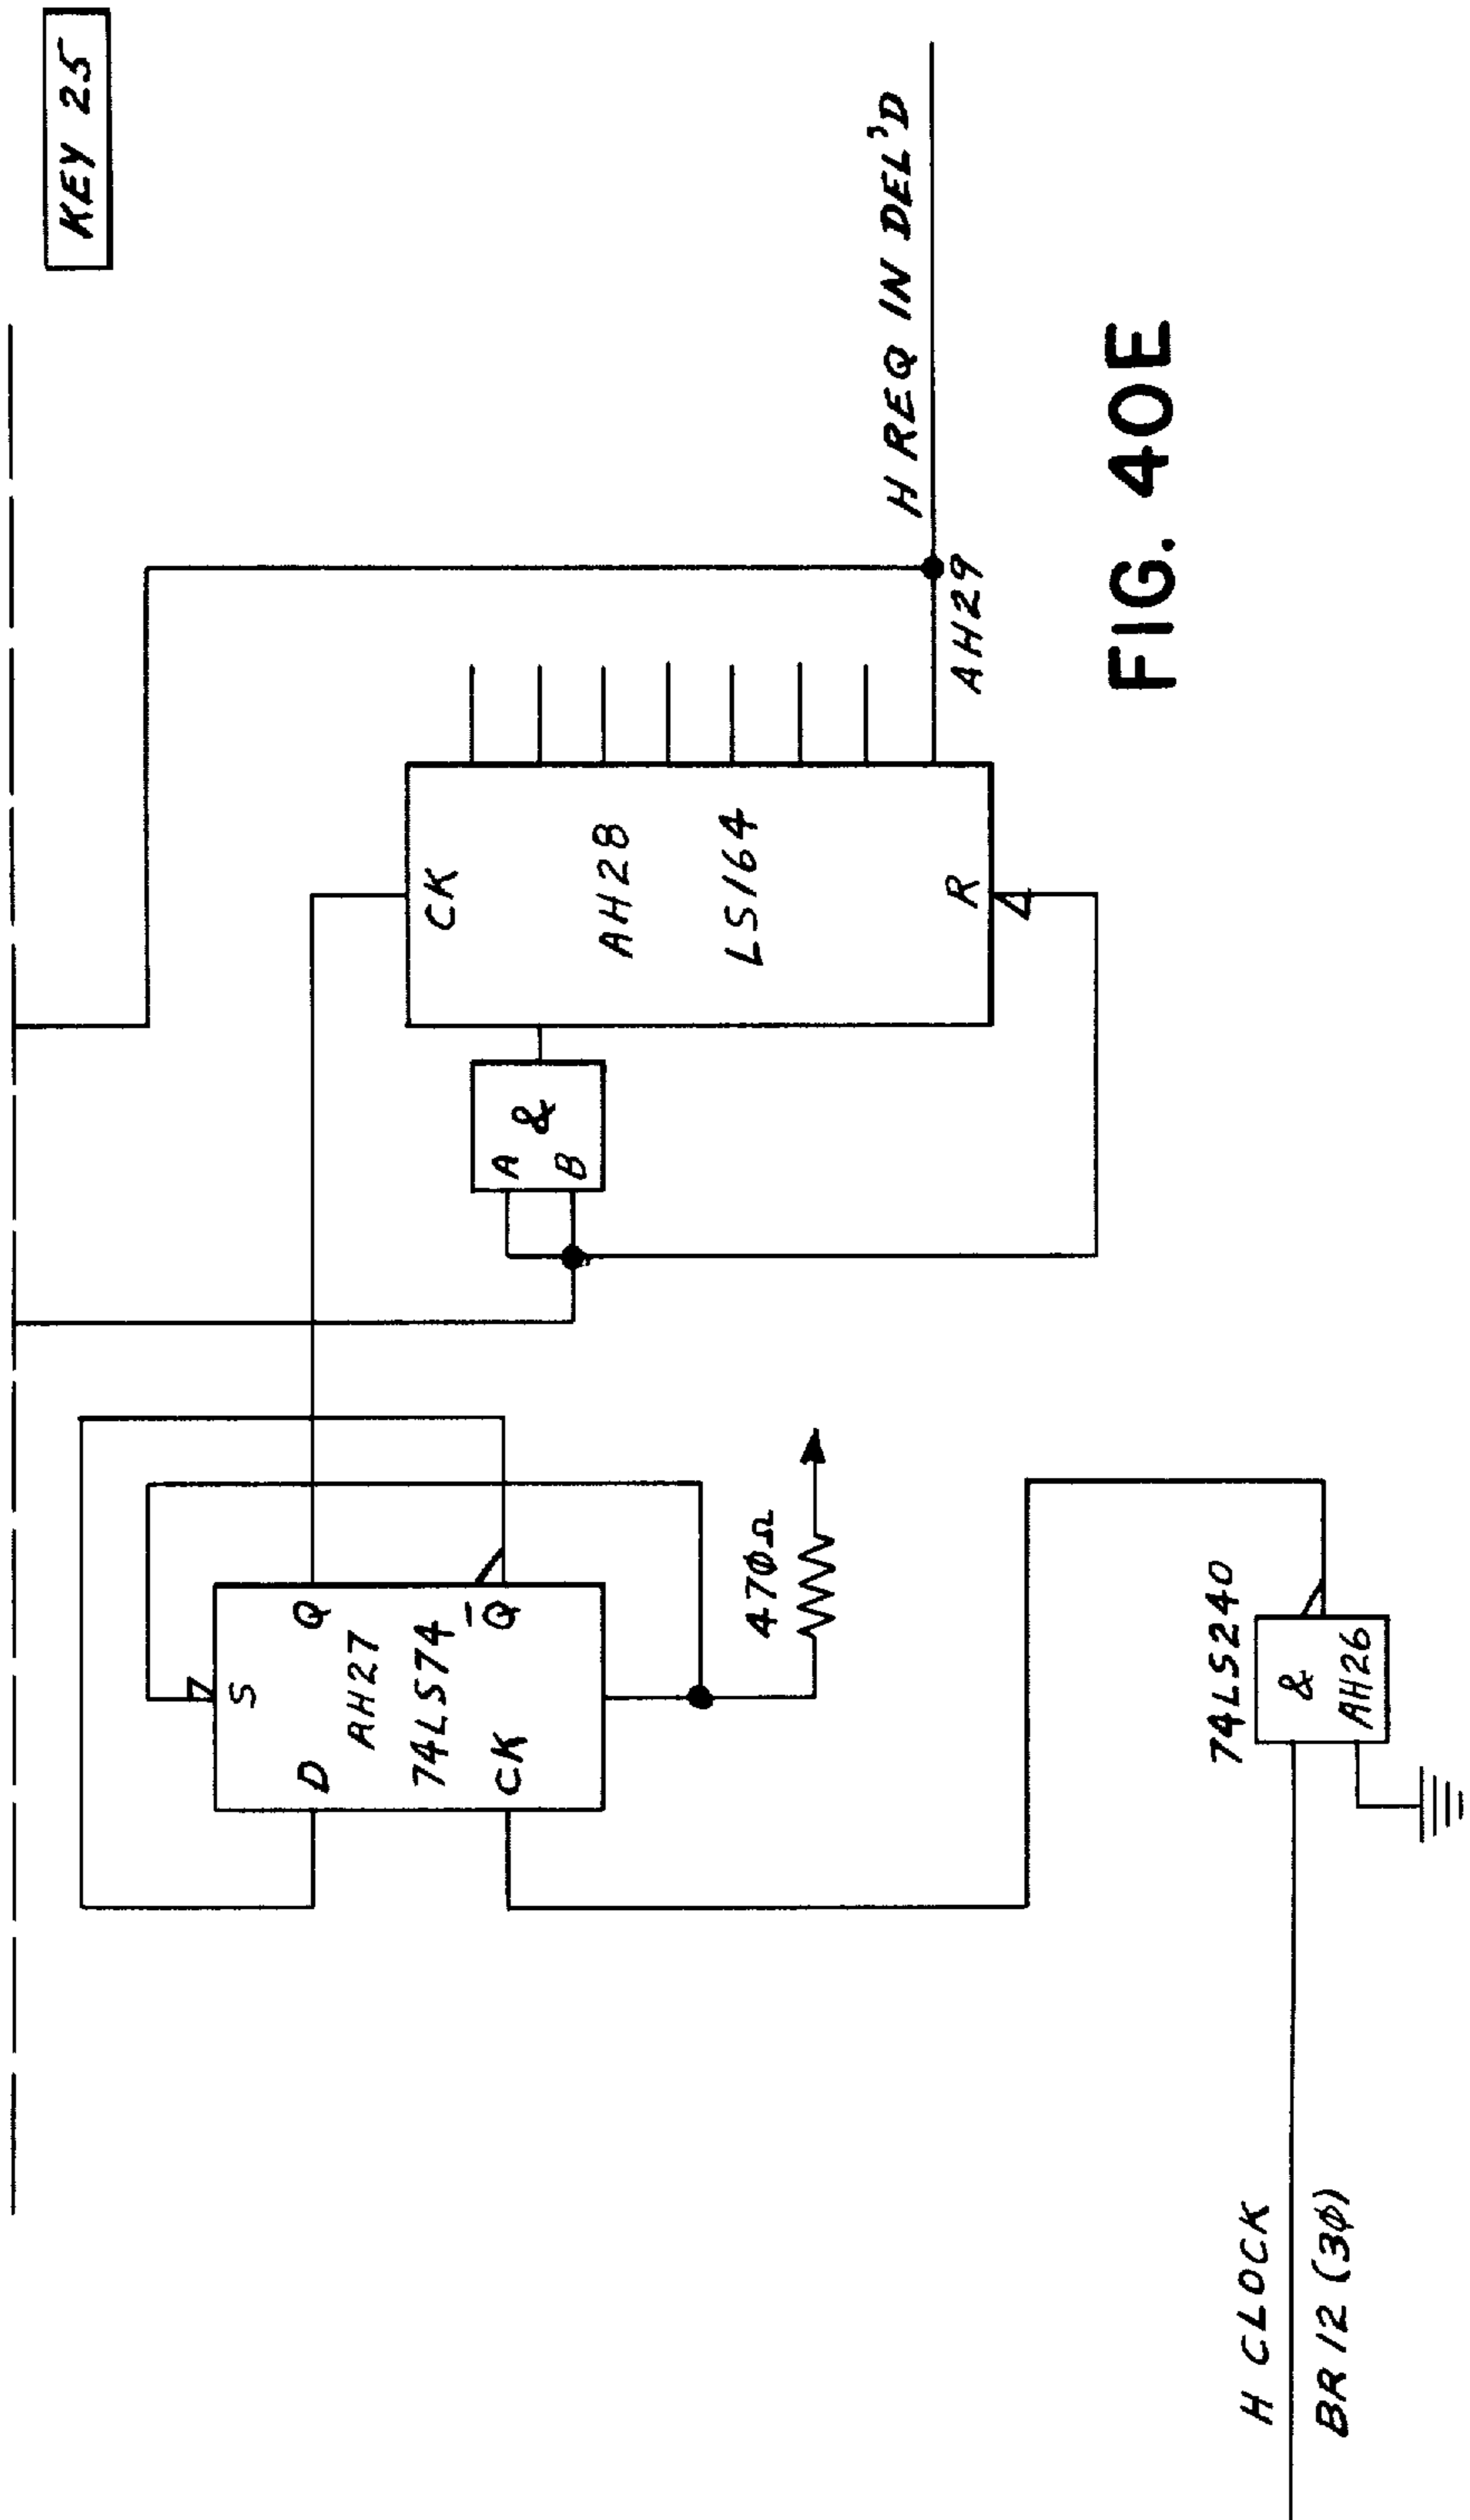 KEY 25
D
S
Q
AH27
74LS74
CK
Q̅
470Ω
CK
AH28
LS164
R
A
B
&
H REQ IN DEL'D
AH29
74LS240
&
AH26
H CLOCK
BR12(30)
FIG. 40E